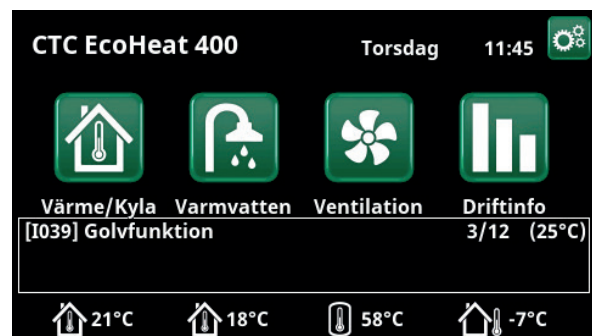 CTC EcoHeat 400 Torsdag 11:45
Värme/Kyla Varmvatten Ventilation Driftinfo
[I039] Golvfunktion 3/12 (25°C)
21°C 18°C 58°C -7°C